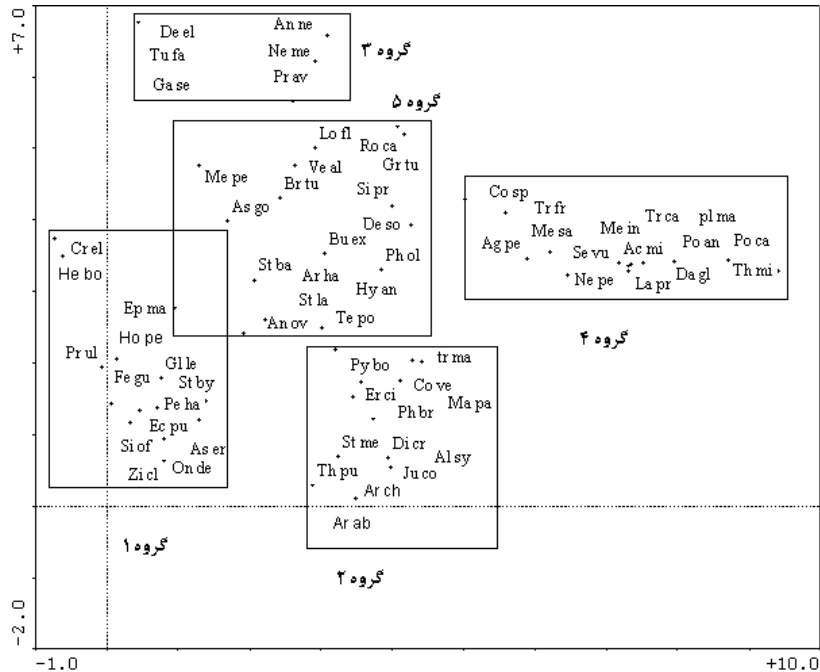 +7.0
De el
An ne
Tu fa
Ne me
Ga se
Pr av
گروه ۳
گروه ۵
Lo fl
Ro ca
Gr tu
Ve al
Me pe
Br tu
Si pr
As go
De so
Bu ex
St ba
Ar ha
Ph ol
Hy an
St la
An ov
Te po
Co sp
Tr fr
Tr ca
pl ma
Me in
Me sa
Ag pe
Se vu
Ac mi
Po an
Po ca
Ne pe
La pr
Da gl
Th mi
گروه ۴
Cr el
He bo
Ep ma
Ho pe
Pr ul
Gl le
Fe gu
St by
Pe ha
Ec pu
Si of
As er
Zi cl
On de
گروه ۱
Py bo
tr ma
Er ci
Co ve
Ph br
Ma pa
St me
Di cr
Al sy
Th pu
Ju co
Ar ch
Ar ab
گروه ۲
-2.0
-1.0
+10.0